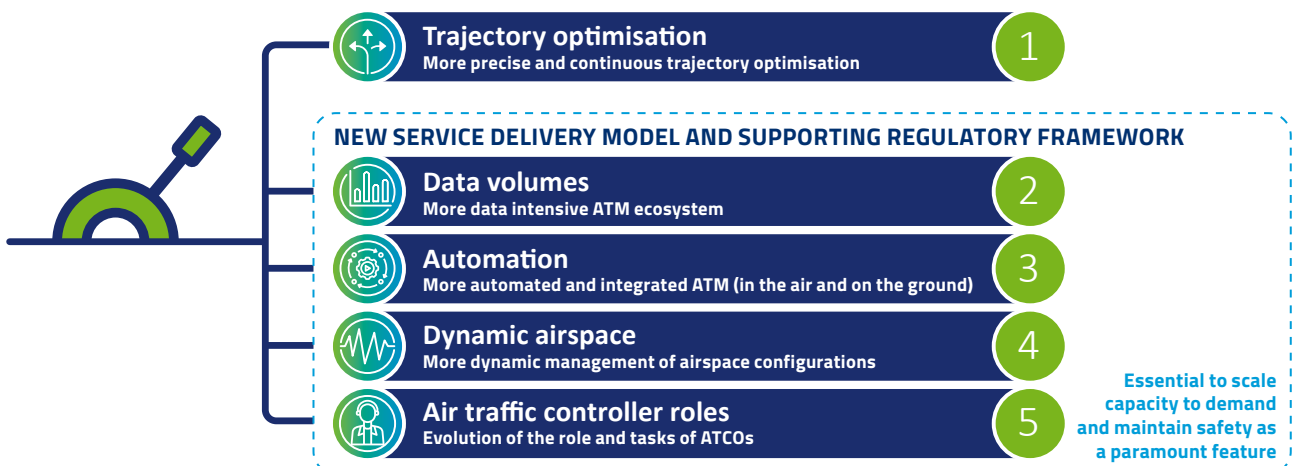 Trajectory optimisation
More precise and continuous trajectory optimisation
1
NEW SERVICE DELIVERY MODEL AND SUPPORTING REGULATORY FRAMEWORK
Data volumes
More data intensive ATM ecosystem
2
Automation
More automated and integrated ATM (in the air and on the ground)
3
Dynamic airspace
More dynamic management of airspace configurations
4
Air traffic controller roles
Evolution of the role and tasks of ATCOs
5
Essential to scale
capacity to demand
and maintain safety as
a paramount feature